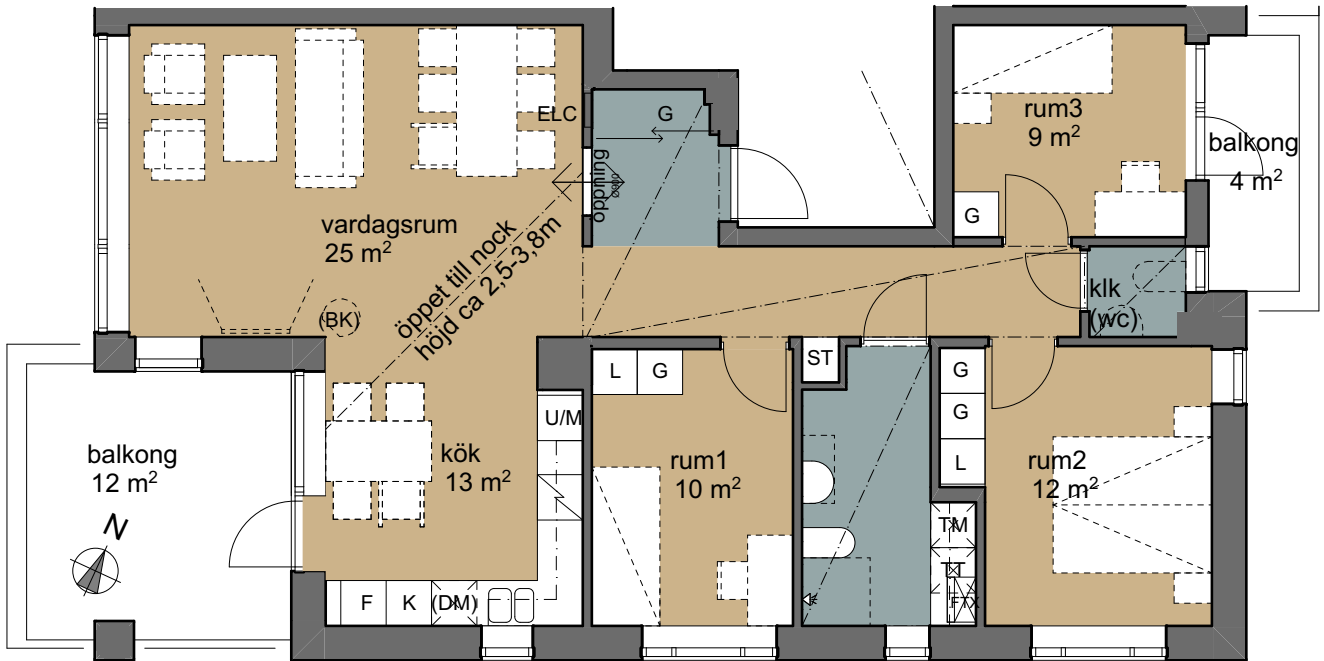 ELC
G
öppning
Ø900
rum3
9 m²
balkong
4 m²
G
vardagsrum
25 m²
öppet till nock
höjd ca 2,5-3,8m
(BK)
klk
(wc)
ST
L
G
G
G
L
U/M
balkong
12 m²
kök
13 m²
rum1
10 m²
rum2
12 m²
N
TM
TT
FTX
F
K
(DM)